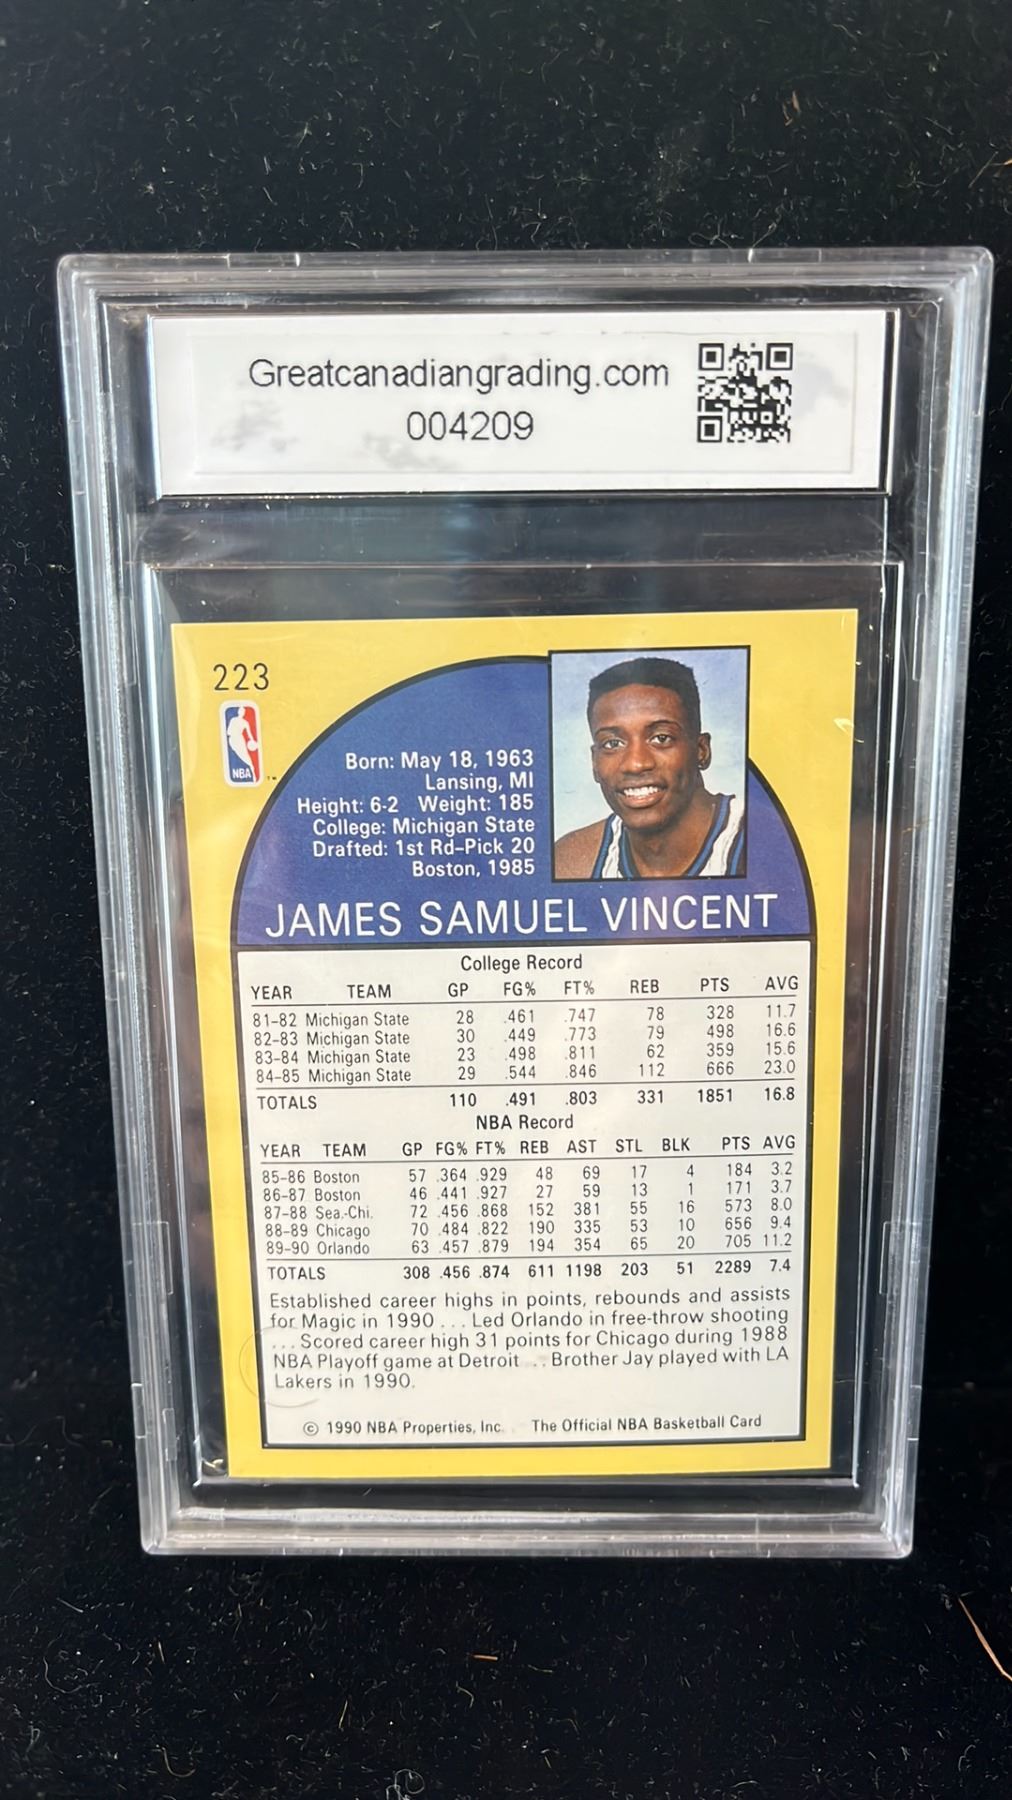 Greatcanadiangrading.com
004209
223
NBA
Born: May 18, 1963
Lansing, MI
Height: 6-2 Weight: 185
College: Michigan State
Drafted: 1st Rd-Pick 20
Boston, 1985
JAMES SAMUEL VINCENT
College Record
YEAR TEAM GP FG% FT% REB PTS AVG
81-82 Michigan State 28 .461 .747 78 328 11.7
82-83 Michigan State 30 .449 .773 79 498 16.6
83-84 Michigan State 23 .498 .811 62 359 15.6
84-85 Michigan State 29 .544 .846 112 666 23.0
TOTALS 110 .491 .803 331 1851 16.8
NBA Record
YEAR TEAM GP FG% FT% REB AST STL BLK PTS AVG
85-86 Boston 57 .364 .929 48 69 17 4 184 3.2
86-87 Boston 46 .441 .927 27 59 13 1 171 3.7
87-88 Sea.-Chi. 72 .456 .868 152 381 55 16 573 8.0
88-89 Chicago 70 .484 .822 190 335 53 10 656 9.4
89-90 Orlando 63 .457 .879 194 354 65 20 705 11.2
TOTALS 308 .456 .874 611 1198 203 51 2289 7.4
Established career highs in points, rebounds and assists
for Magic in 1990 ... Led Orlando in free-throw shooting
... Scored career high 31 points for Chicago during 1988
NBA Playoff game at Detroit ... Brother Jay played with LA
Lakers in 1990.
© 1990 NBA Properties, Inc. The Official NBA Basketball Card